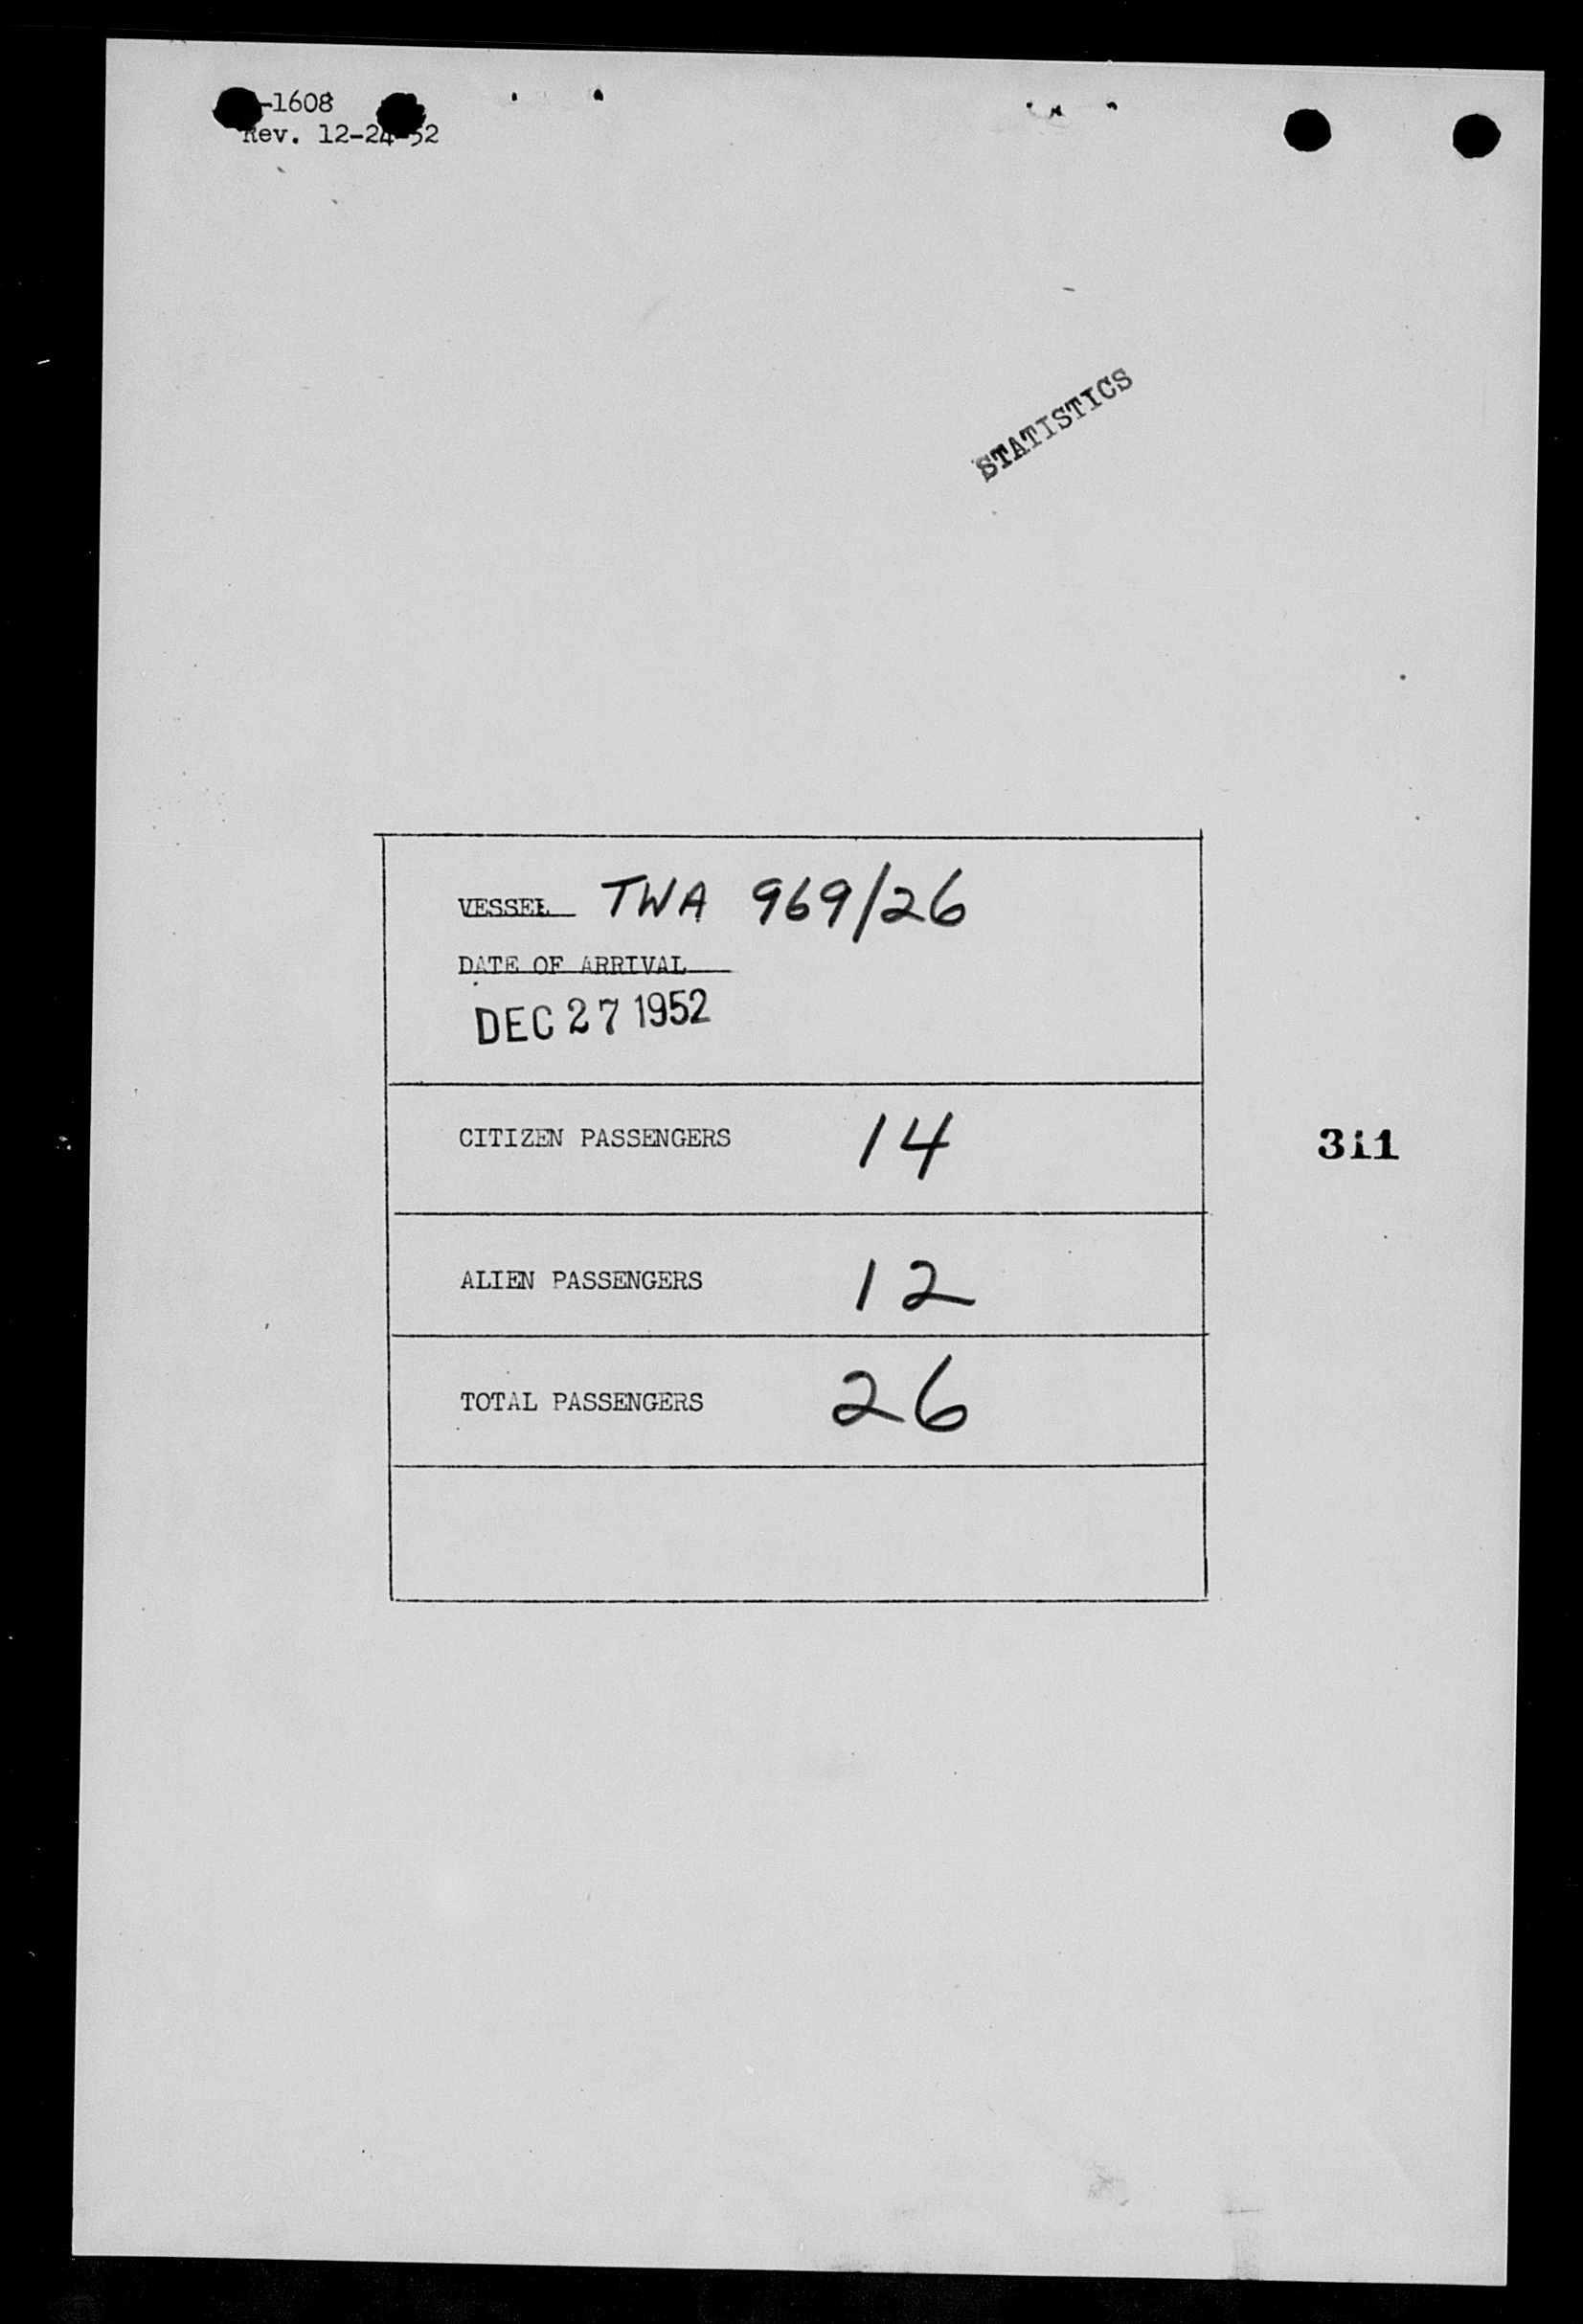 -1608
Rev. 12-24-52
STATISTICS
VESSEL TWA 969/26
DATE OF ARRIVAL
DEC 27 1952
CITIZEN PASSENGERS 14
311
ALIEN PASSENGERS 12
TOTAL PASSENGERS 26